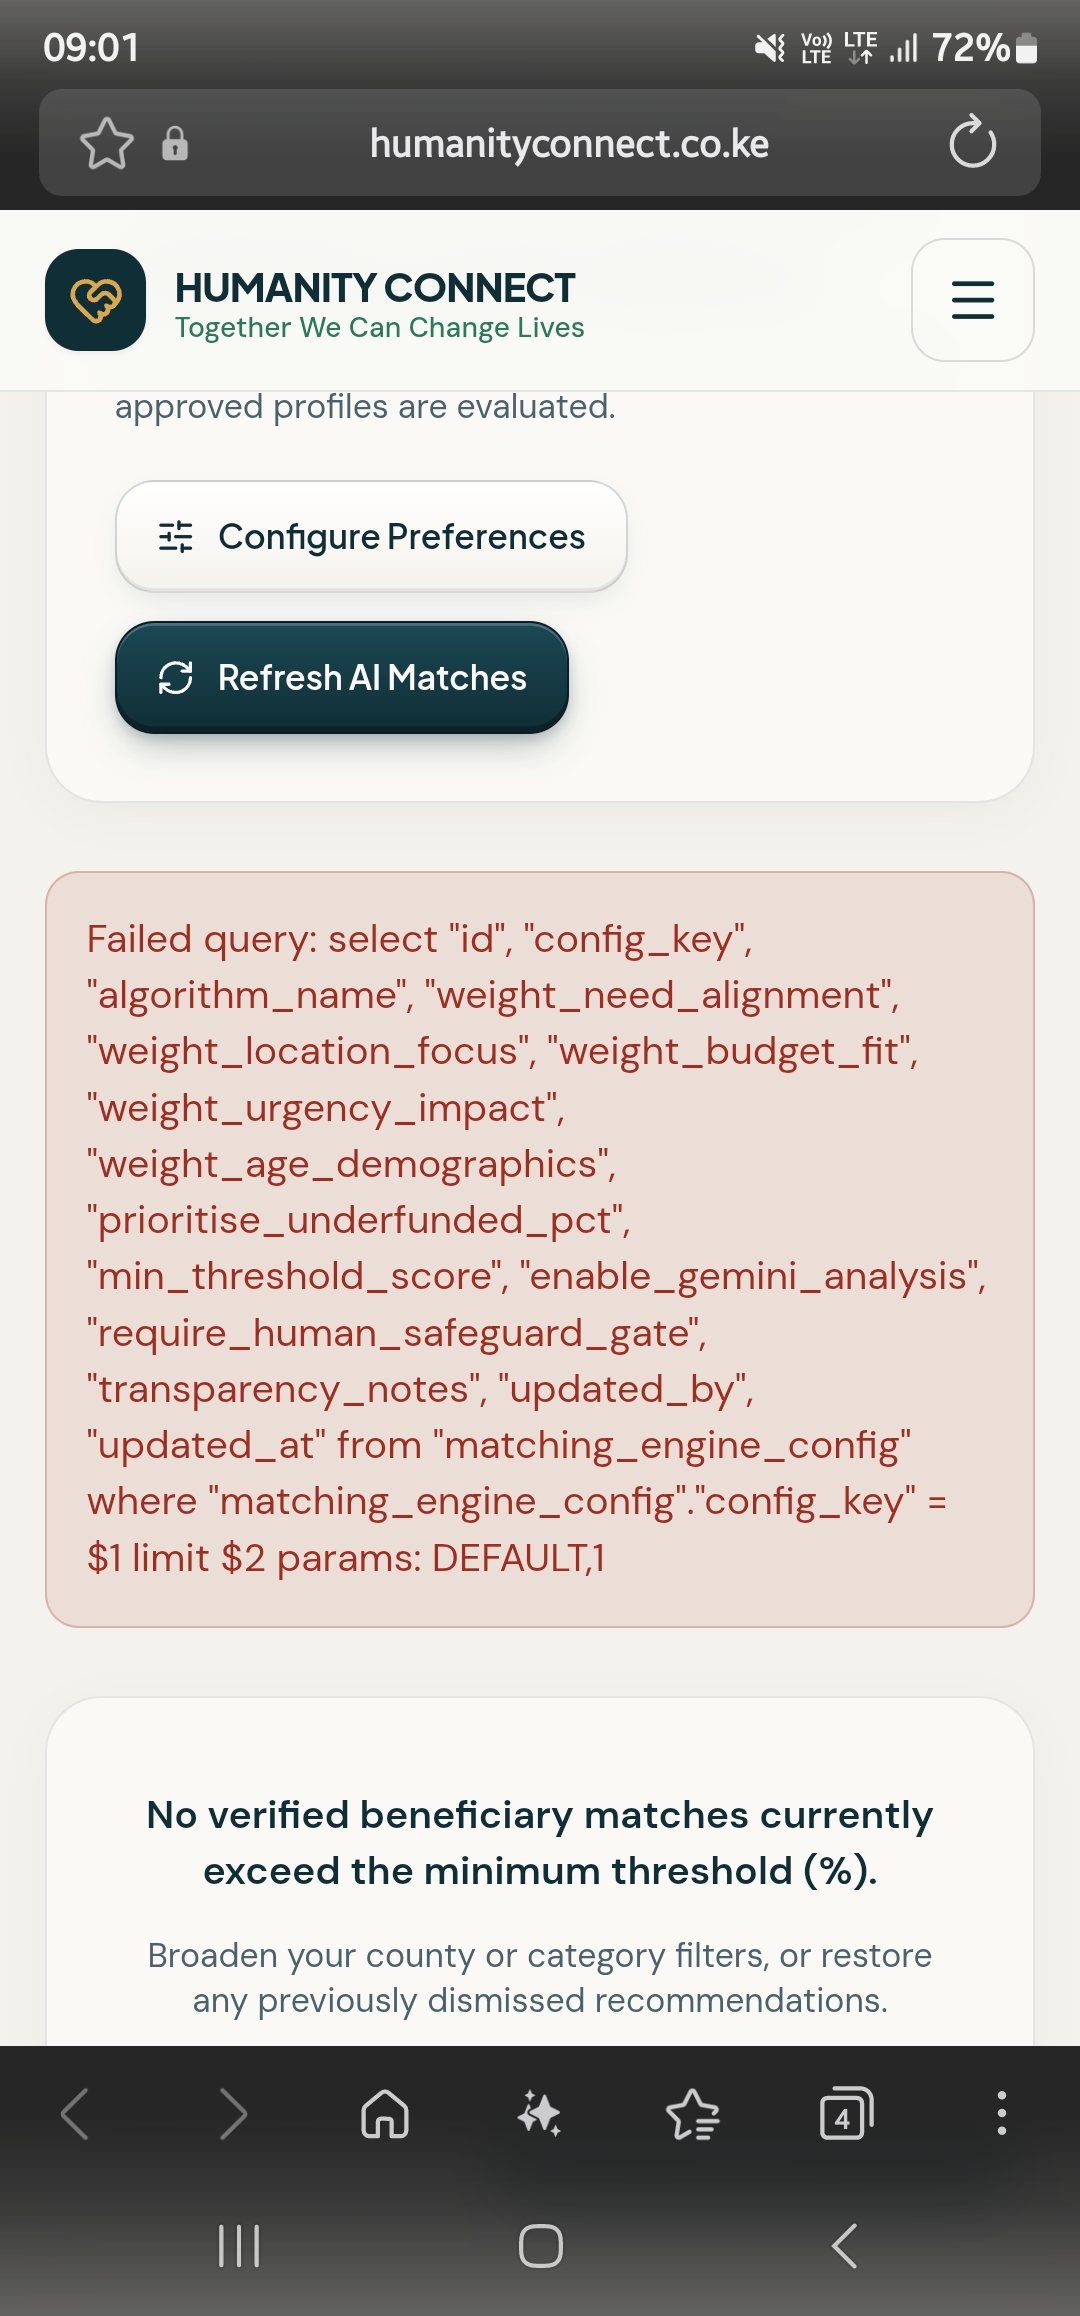 09:01
Vo)) LTE LTE 72%
humanityconnect.co.ke
HUMANITY CONNECT
Together We Can Change Lives
approved profiles are evaluated.
Configure Preferences
Refresh AI Matches
Failed query: select "id", "config_key",
"algorithm_name", "weight_need_alignment",
"weight_location_focus", "weight_budget_fit",
"weight_urgency_impact",
"weight_age_demographics",
"prioritise_underfunded_pct",
"min_threshold_score", "enable_gemini_analysis",
"require_human_safeguard_gate",
"transparency_notes", "updated_by",
"updated_at" from "matching_engine_config"
where "matching_engine_config"."config_key" =
$1 limit $2 params: DEFAULT,1
No verified beneficiary matches currently
exceed the minimum threshold (%).
Broaden your county or category filters, or restore
any previously dismissed recommendations.
4